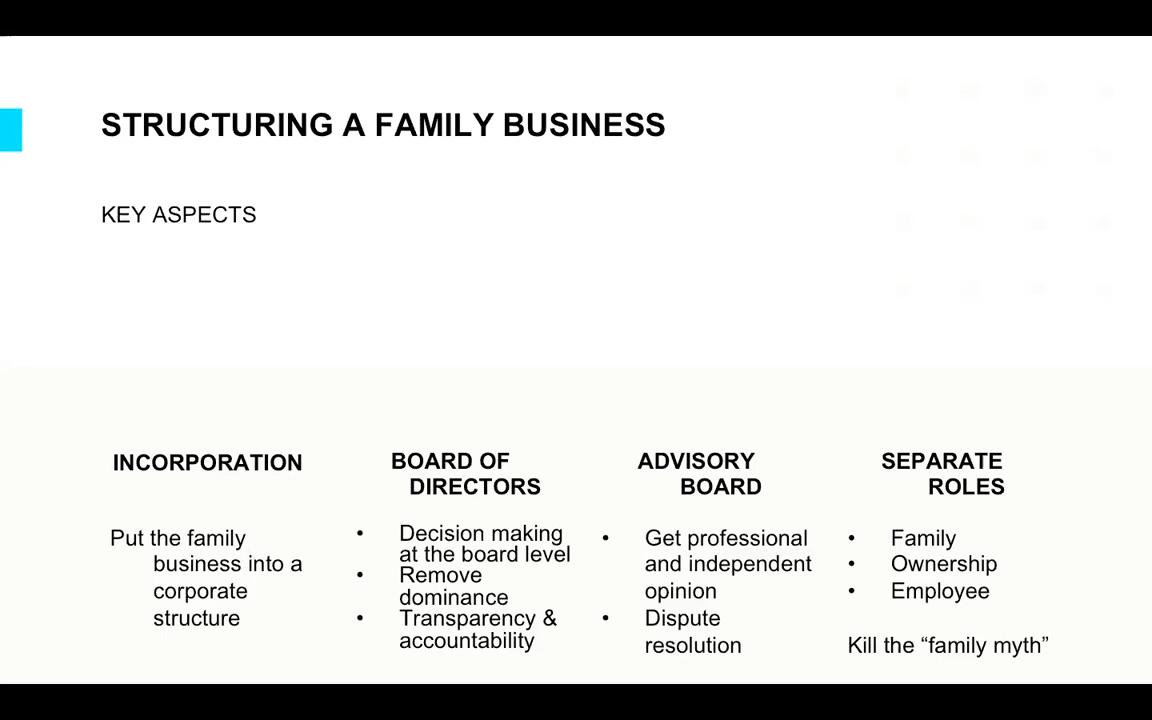 STRUCTURING A FAMILY BUSINESS
KEY ASPECTS
INCORPORATION
Put the family
business into a
corporate
structure
BOARD OF
DIRECTORS
• Decision making
at the board level
• Remove
dominance
• Transparency &
accountability
ADVISORY
BOARD
• Get professional
and independent
opinion
• Dispute
resolution
SEPARATE
ROLES
• Family
• Ownership
• Employee
Kill the “family myth”